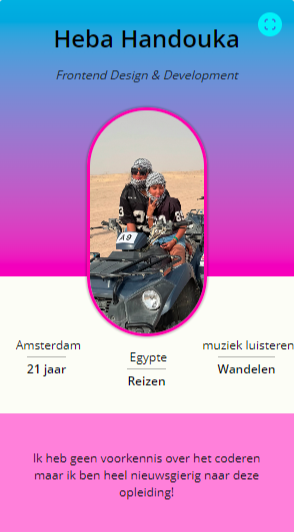 Heba Handouka
Frontend Design & Development
A9
Amsterdam
21 jaar
Egypte
Reizen
muziek luisteren
Wandelen
Ik heb geen voorkennis over het coderen
maar ik ben heel nieuwsgierig naar deze
opleiding!